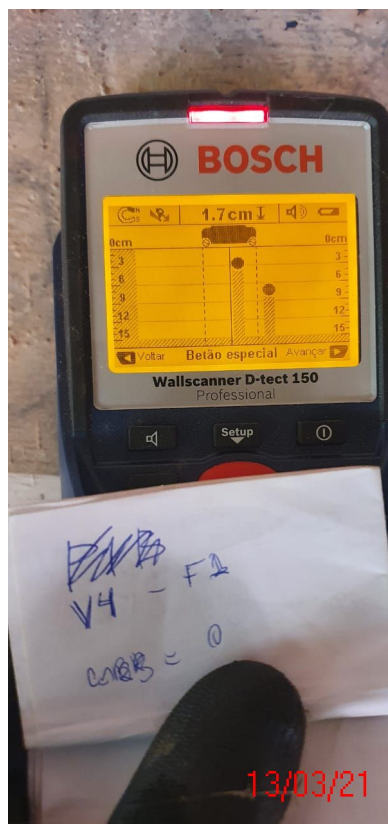 BOSCH
1.7cm
0cm 0cm
3 3
6 6
9 9
12 12
15 15
Voltar Betão especial Avançar
Wallscanner D-tect 150
Professional
Setup
V4 - F1
= 0
13/03/21